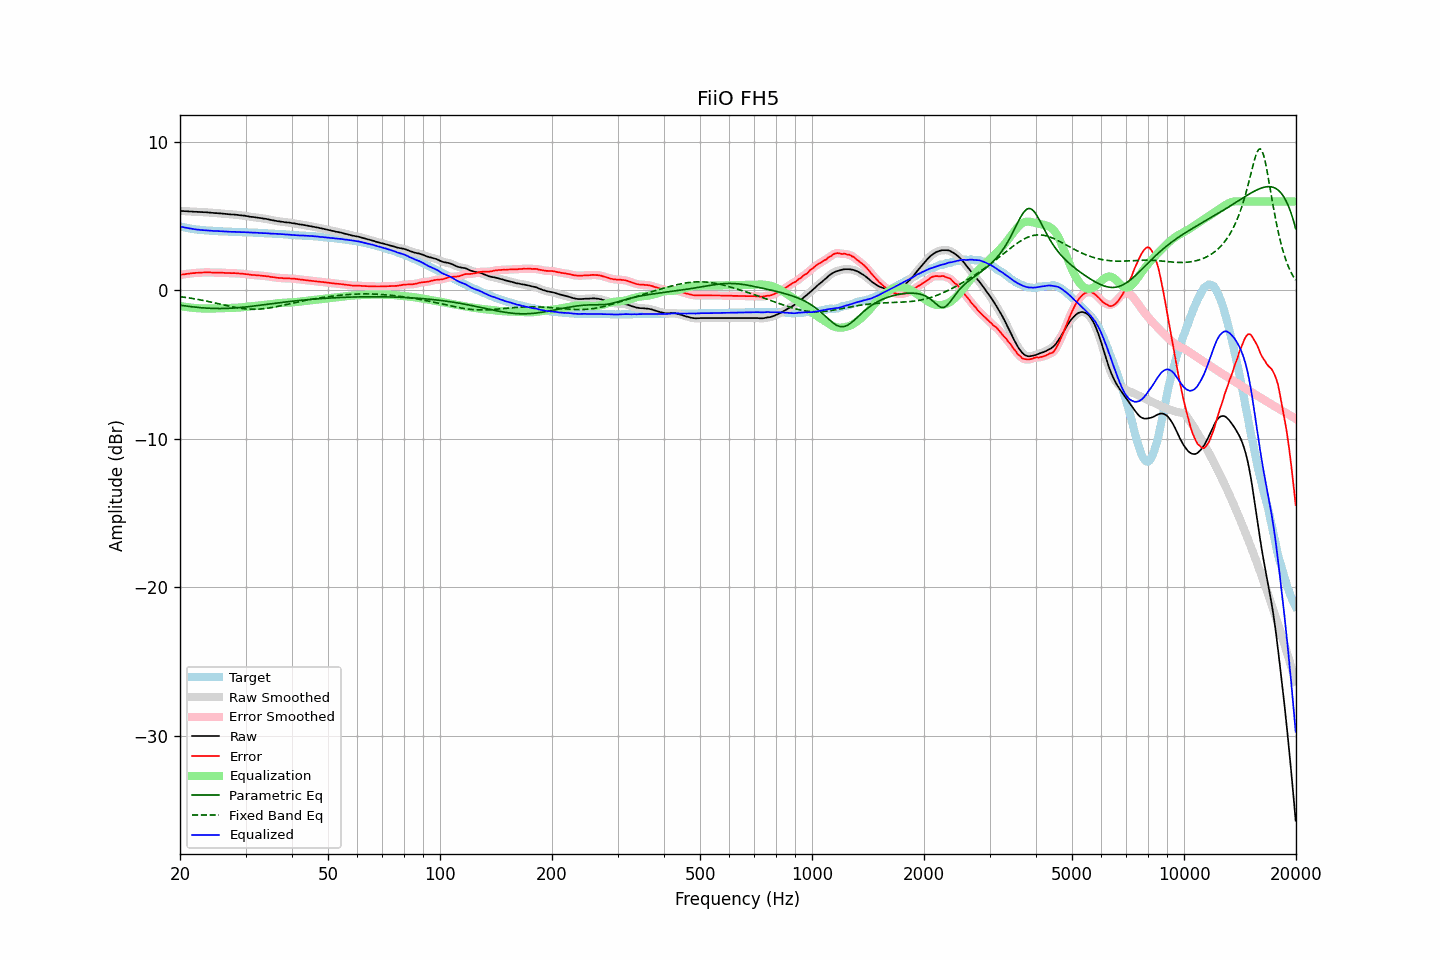 FiiO FH5
10
0
−10
−20
−30
Amplitude (dBr)
Target
Raw Smoothed
Error Smoothed
Raw
Error
Equalization
Parametric Eq
Fixed Band Eq
Equalized
20 50 100 200 500 1000 2000 5000 10000 20000
Frequency (Hz)